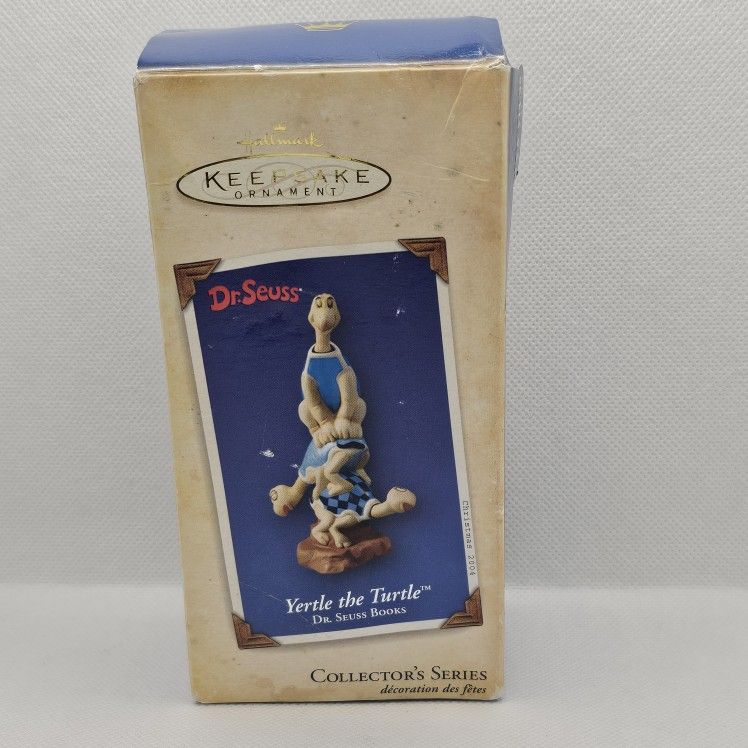 Hallmark
KEEPSAKE
ORNAMENT
Dr. Seuss
Christmas 2004
Yertle the Turtle™
DR. SEUSS BOOKS
COLLECTOR'S SERIES
décoration des fêtes